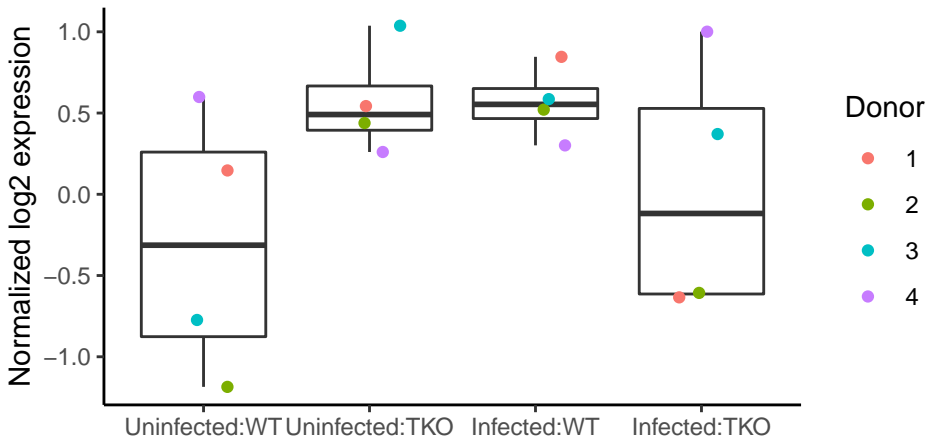 Normalized log2 expression
1.0
0.5
0.0
−0.5
−1.0
Uninfected:WT
Uninfected:TKO
Infected:WT
Infected:TKO
Donor
1
2
3
4